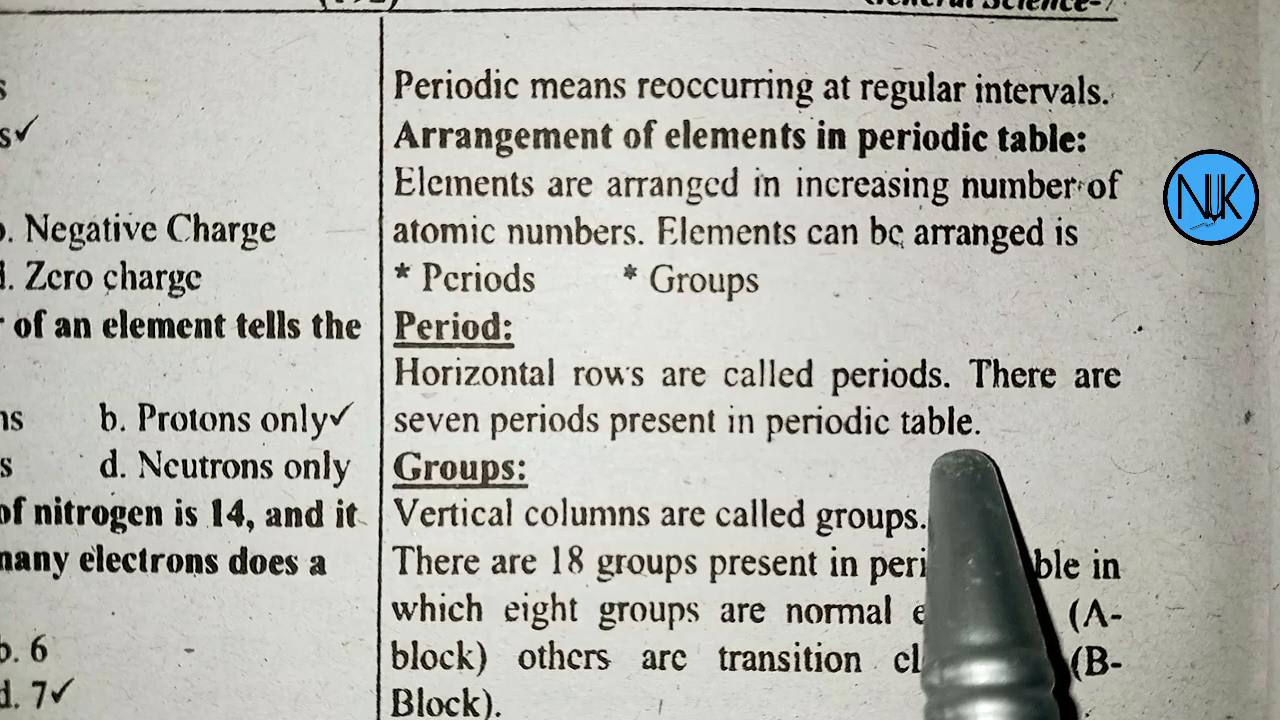 General Science-7
s
s✓
b. Negative Charge
d. Zero charge
r of an element tells the
ns b. Protons only✓
s d. Neutrons only
of nitrogen is 14, and it
many electrons does a
b. 6
d. 7✓
Periodic means reoccurring at regular intervals.
Arrangement of elements in periodic table:
Elements are arranged in increasing number of
atomic numbers. Elements can be arranged is
* Periods * Groups
Period:
Horizontal rows are called periods. There are
seven periods present in periodic table.
Groups:
Vertical columns are called groups.
There are 18 groups present in peri ble in
which eight groups are normal e (A-
block) others are transition el (B-
Block).
NJK